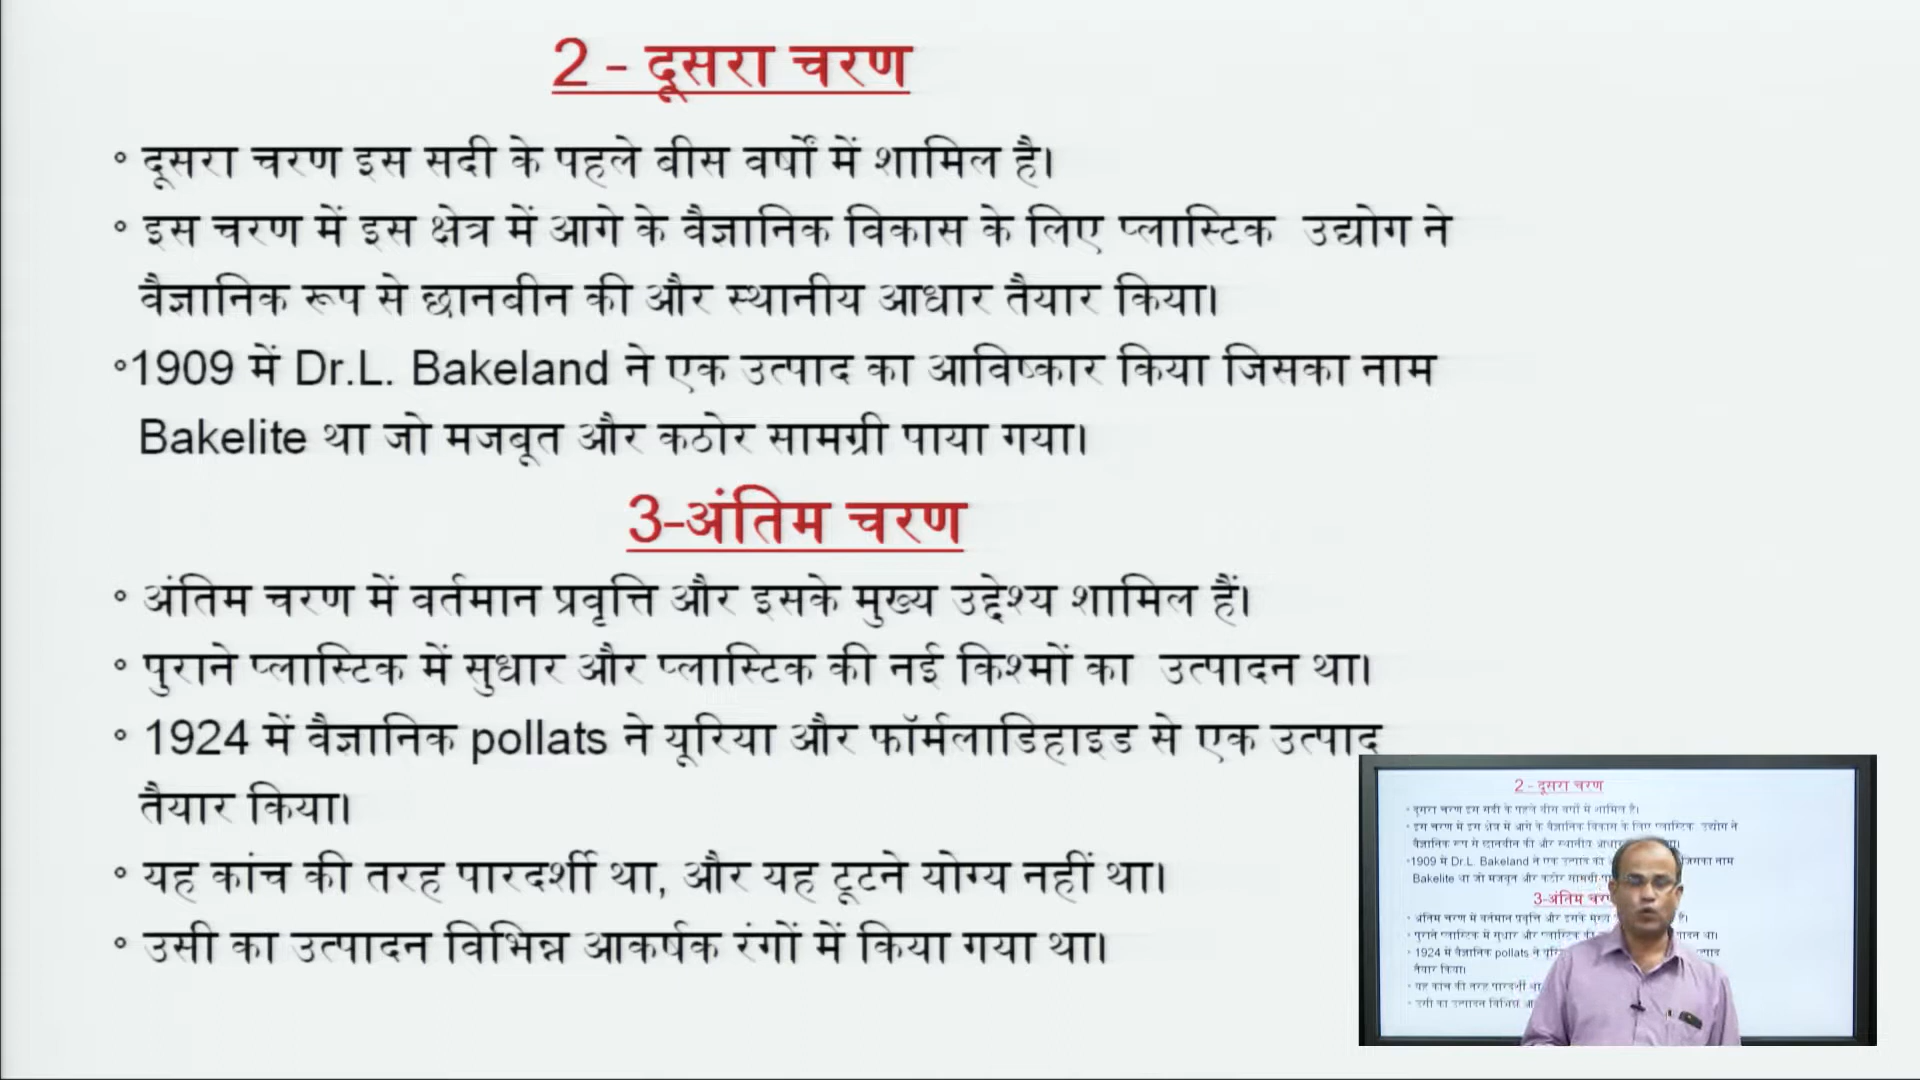 2 - दूसरा चरण
• दूसरा चरण इस सदी के पहले बीस वर्षों में शामिल है।
• इस चरण में इस क्षेत्र में आगे के वैज्ञानिक विकास के लिए प्लास्टिक उद्योग ने
वैज्ञानिक रूप से छानबीन की और स्थानीय आधार तैयार किया।
•1909 में Dr.L. Bakeland ने एक उत्पाद का आविष्कार किया जिसका नाम
Bakelite था जो मजबूत और कठोर सामग्री पाया गया।
3-अंतिम चरण
• अंतिम चरण में वर्तमान प्रवृत्ति और इसके मुख्य उद्देश्य शामिल हैं।
• पुराने प्लास्टिक में सुधार और प्लास्टिक की नई किश्मों का उत्पादन था।
• 1924 में वैज्ञानिक pollats ने यूरिया और फॉर्मलाडिहाइड से एक उत्पाद
तैयार किया।
• यह कांच की तरह पारदर्शी था, और यह टूटने योग्य नहीं था।
• उसी का उत्पादन विभिन्न आकर्षक रंगों में किया गया था।